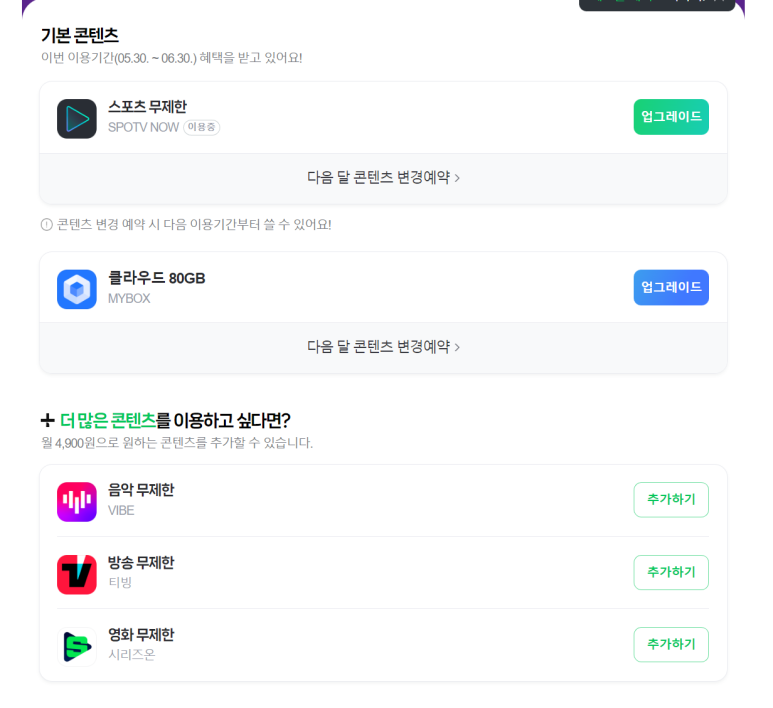 기본 콘텐츠
이번 이용기간(05.30. ~ 06.30.) 혜택을 받고 있어요!
스포츠 무제한
SPOTV NOW 이용중
업그레이드
다음 달 콘텐츠 변경예약 >
콘텐츠 변경 예약 시 다음 이용기간부터 쓸 수 있어요!
클라우드 80GB
MYBOX
업그레이드
다음 달 콘텐츠 변경예약 >
+ 더 많은 콘텐츠를 이용하고 싶다면?
월 4,900원으로 원하는 콘텐츠를 추가할 수 있습니다.
음악 무제한
VIBE
추가하기
방송 무제한
티빙
추가하기
영화 무제한
시리즈온
추가하기